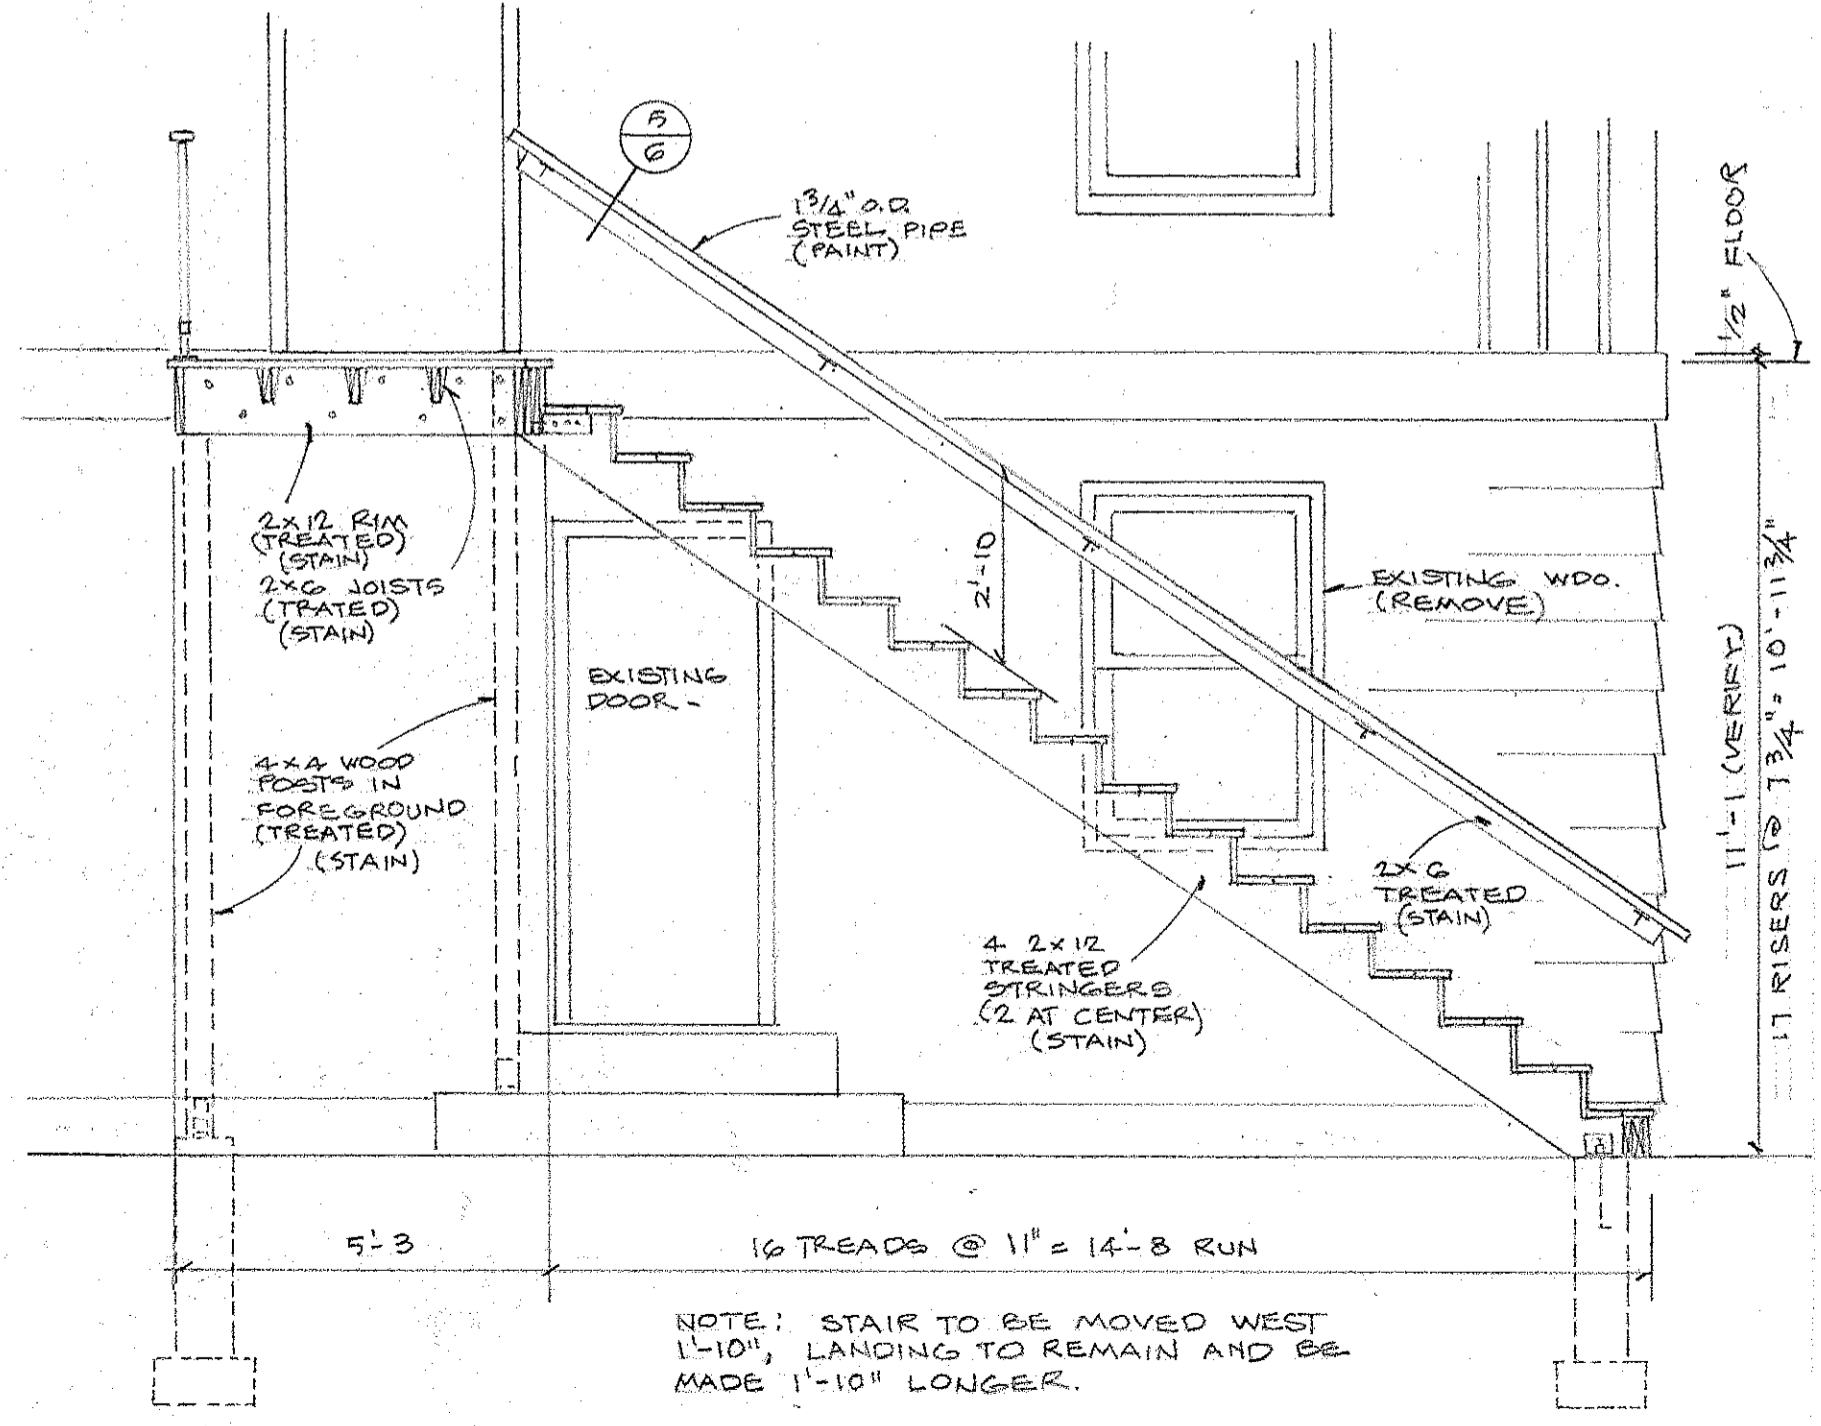 5
6
1 3/4" O.D.
STEEL PIPE
(PAINT)
1/2" FLOOR
2x12 RIM
(TREATED)
(STAIN)
2x6 JOISTS
(TRATED)
(STAIN)
2'-10
EXISTING WDO.
(REMOVE)
EXISTING
DOOR -
4x4 WOOD
POSTS IN
FOREGROUND
(TREATED)
(STAIN)
2x6
TREATED
(STAIN)
4 2x12
TREATED
STRINGERS
(2 AT CENTER)
(STAIN)
11'-1 (VERIFY)
17 RISERS @ 7 3/4" = 10'-11 3/4"
5'-3
16 TREADS @ 11" = 14'-8 RUN
NOTE: STAIR TO BE MOVED WEST
1'-10", LANDING TO REMAIN AND BE
MADE 1'-10" LONGER.